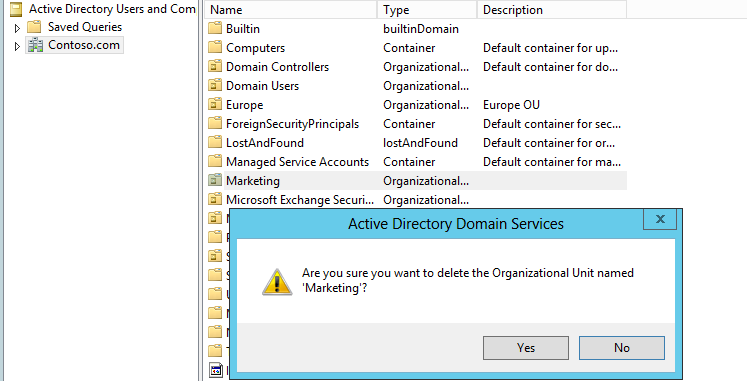 Active Directory Users and Com
Saved Queries
Contoso.com
Name Type Description
Builtin builtinDomain
Computers Container Default container for up...
Domain Controllers Organizational... Default container for do...
Domain Users Organizational...
Europe Organizational... Europe OU
ForeignSecurityPrincipals Container Default container for sec...
LostAndFound lostAndFound Default container for or...
Managed Service Accounts Container Default container for ma...
Marketing Organizational...
Microsoft Exchange Securi... Organizational...
Active Directory Domain Services
x
Are you sure you want to delete the Organizational Unit named
'Marketing'?
Yes No